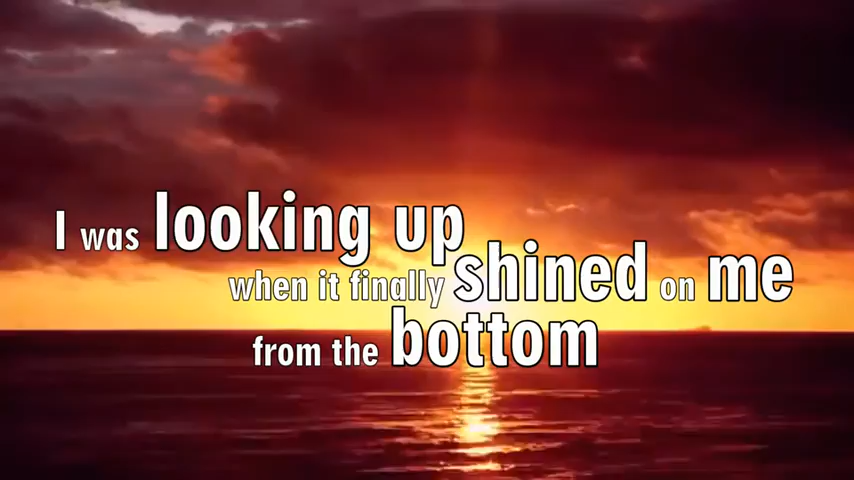 I was looking up
when it finally shined on me
from the bottom